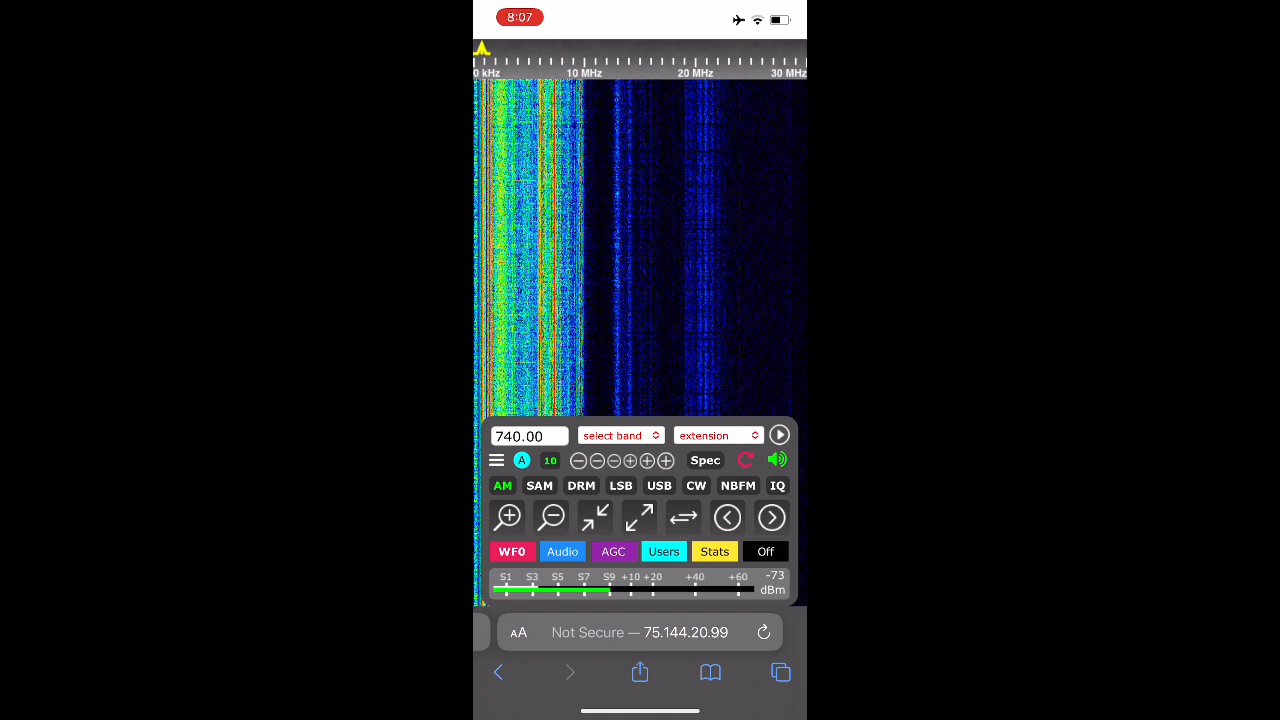 8:07
0 kHz 10 MHz 20 MHz 30 MHz
740.00 select band extension
A 10 Spec
AM SAM DRM LSB USB CW NBFM IQ
WF0 Audio AGC Users Stats Off
S1 S3 S5 S7 S9 +10 +20 +40 +60 -73
dBm
AA Not Secure — 75.144.20.99